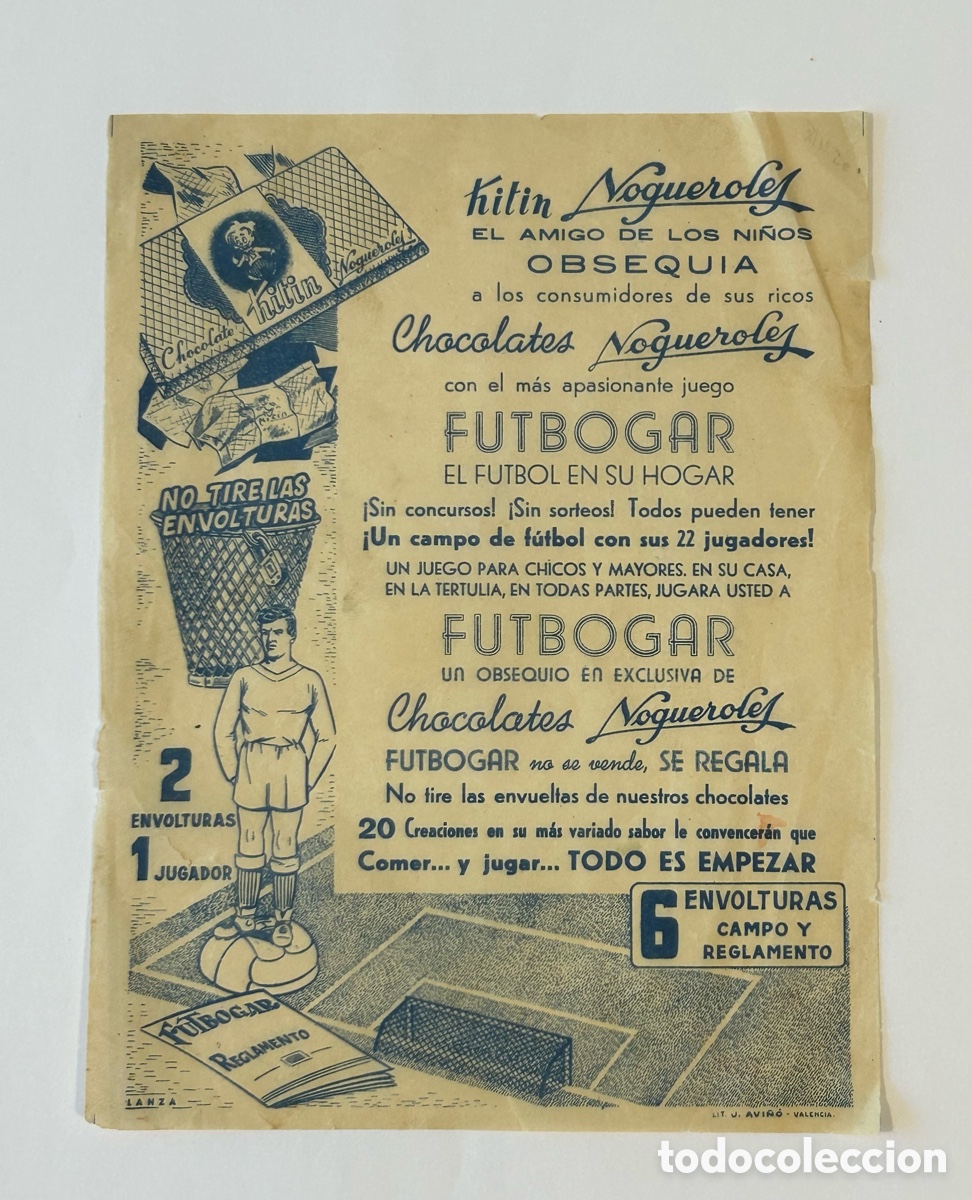 Kitin Nogueroles
EL AMIGO DE LOS NIÑOS
OBSEQUIA
a los consumidores de sus ricos
Chocolates Nogueroles
con el más apasionante juego
FUTBOGAR
EL FUTBOL EN SU HOGAR
¡Sin concursos! ¡Sin sorteos! Todos pueden tener
¡Un campo de fútbol con sus 22 jugadores!
UN JUEGO PARA CHICOS Y MAYORES. EN SU CASA,
EN LA TERTULIA, EN TODAS PARTES, JUGARA USTED A
FUTBOGAR
UN OBSEQUIO EN EXCLUSIVA DE
Chocolates Nogueroles
FUTBOGAR no se vende, SE REGALA
No tire las envueltas de nuestros chocolates
20 Creaciones en su más variado sabor le convencerán que
Comer... y jugar... TODO ES EMPEZAR
6 ENVOLTURAS
CAMPO Y
REGLAMENTO
Kitin
Chocolate Nogueroles
Kitin
NO TIRE LAS
ENVOLTURAS
2
ENVOLTURAS
1 JUGADOR
FUTBOGAR
REGLAMENTO
LANZA
LIT. J. AVIÑÓ - VALENCIA.
todocoleccion